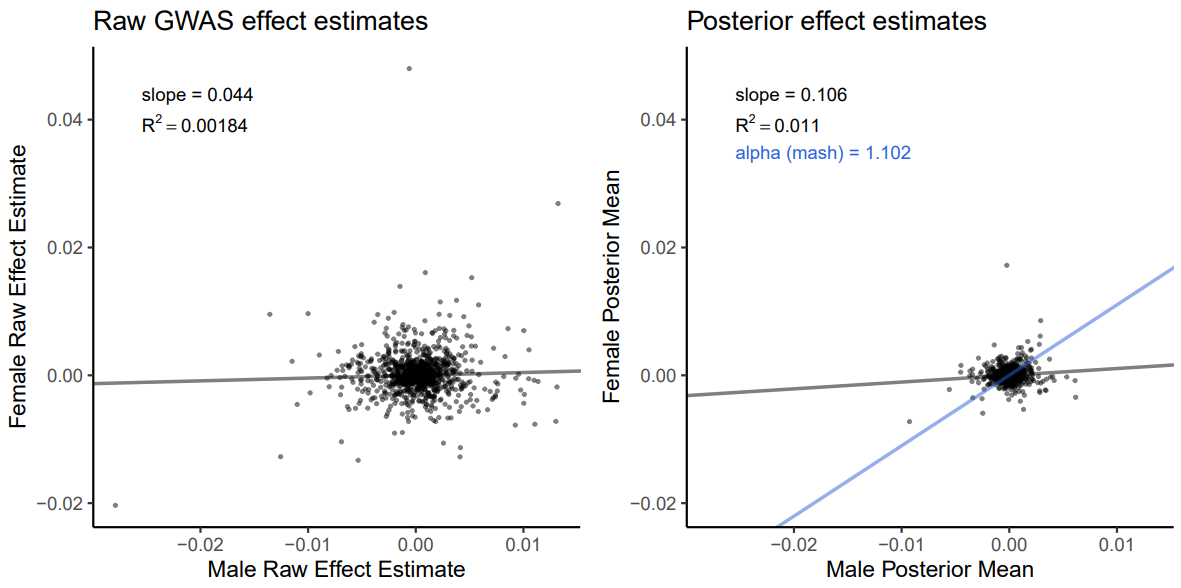 Raw GWAS effect estimates
slope = 0.044
R² = 0.00184
0.04
0.02
0.00
−0.02
Female Raw Effect Estimate
−0.02 −0.01 0.00 0.01
Male Raw Effect Estimate
Posterior effect estimates
slope = 0.106
R² = 0.011
alpha (mash) = 1.102
0.04
0.02
0.00
−0.02
Female Posterior Mean
−0.02 −0.01 0.00 0.01
Male Posterior Mean